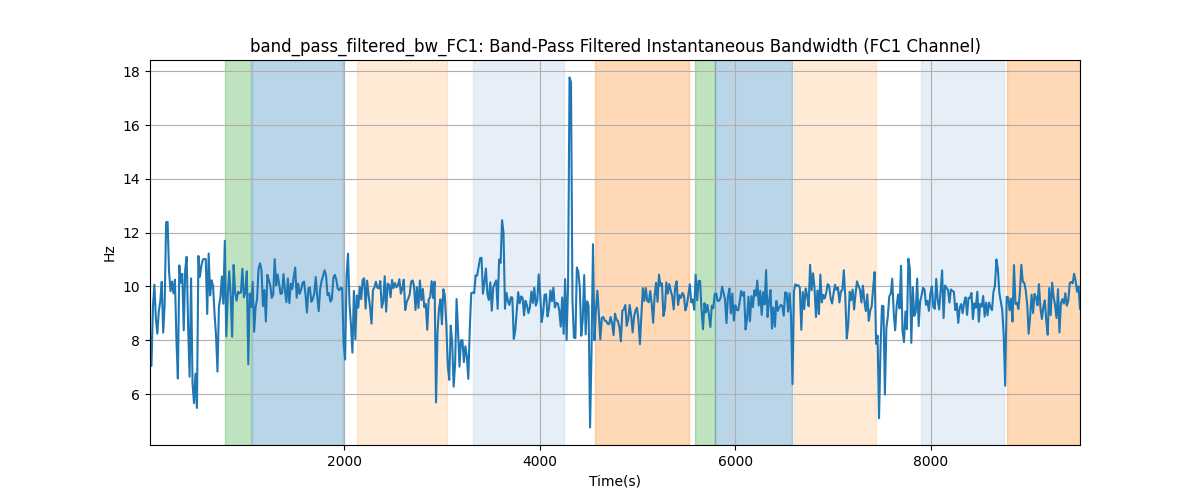 band_pass_filtered_bw_FC1: Band-Pass Filtered Instantaneous Bandwidth (FC1 Channel)
18
16
14
12
10
8
6
Hz
2000 4000 6000 8000
Time(s)